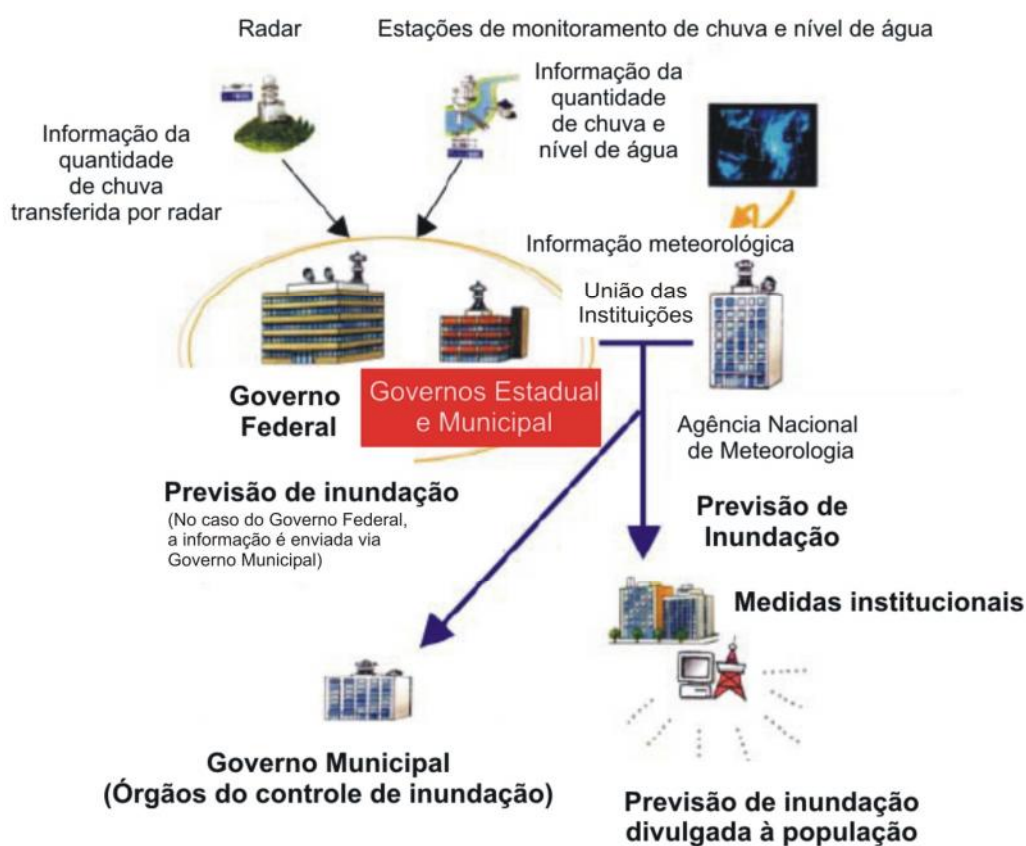 Radar
Estações de monitoramento de chuva e nível de água
Informação da
quantidade
de chuva e
nível de água
Informação da
quantidade
de chuva
transferida por radar
Informação meteorológica
União das
Instituições
Governo
Federal
Governos Estadual
e Municipal
Agência Nacional
de Meteorologia
Previsão de inundação
(No caso do Governo Federal,
a informação é enviada via
Governo Municipal)
Previsão de
Inundação
Medidas institucionais
Governo Municipal
(Órgãos do controle de inundação)
Previsão de inundação
divulgada à população